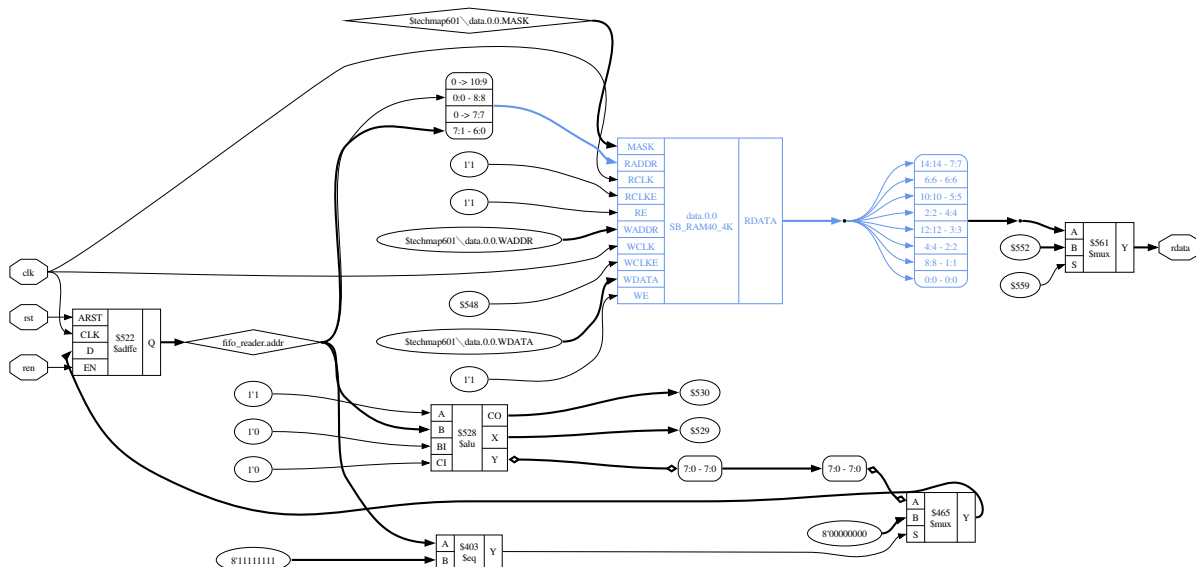 $techmap601\data.0.0.MASK
0 -> 10:9
0:0 - 8:8
0 -> 7:7
7:1 - 6:0
1'1
1'1
$techmap601\data.0.0.WADDR
$548
$techmap601\data.0.0.WDATA
1'1
MASK
RADDR
RCLK
RCLKE
RE
WADDR
WCLK
WCLKE
WDATA
WE
data.0.0
SB_RAM40_4K
RDATA
14:14 - 7:7
6:6 - 6:6
10:10 - 5:5
2:2 - 4:4
12:12 - 3:3
4:4 - 2:2
8:8 - 1:1
0:0 - 0:0
$552
$559
A
B
S
$561
$mux
Y
rdata
clk
rst
ren
ARST
CLK
D
EN
$522
$adffe
Q
fifo_reader.addr
1'1
1'0
1'0
A
B
BI
CI
$528
$alu
CO
X
Y
$530
$529
7:0 - 7:0
7:0 - 7:0
8'00000000
A
B
S
$465
$mux
Y
8'11111111
A
B
$403
$eq
Y